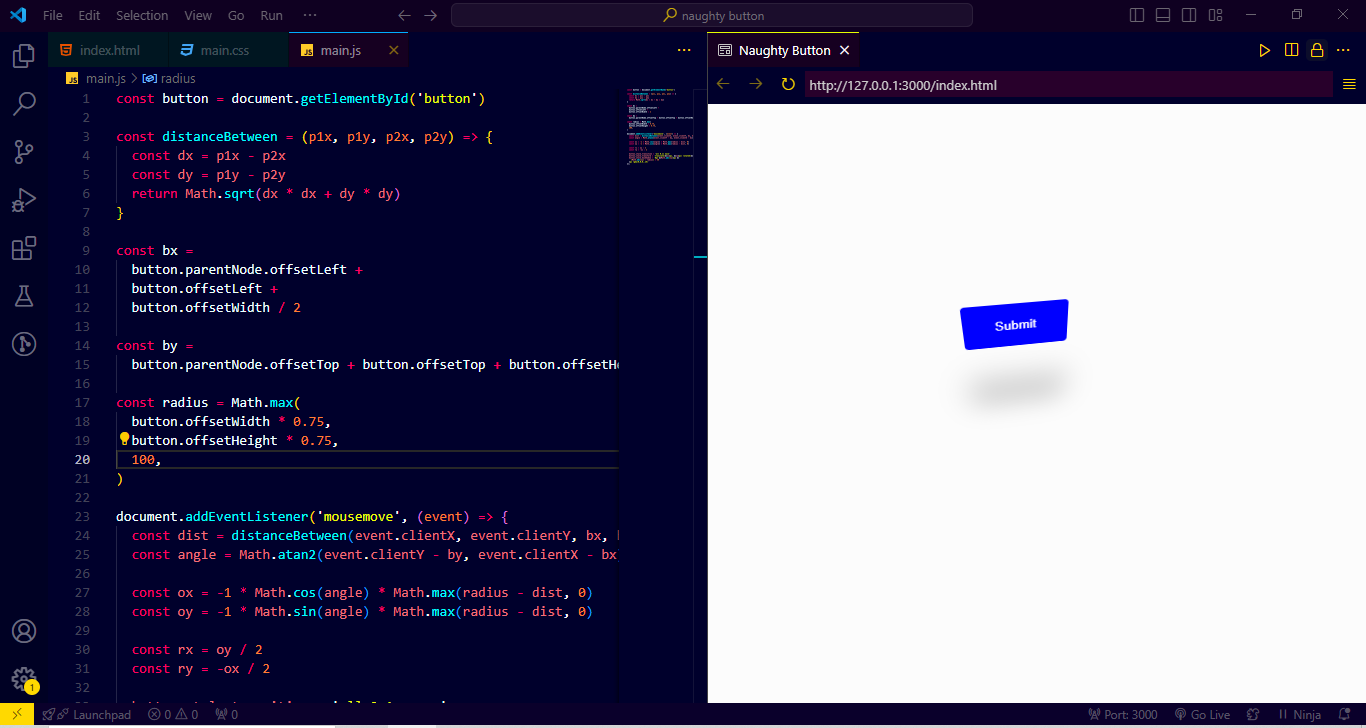 File Edit Selection View Go Run ··· naughty button
index.html main.css JS main.js
JS main.js > radius
1 const button = document.getElementById('button')
2
3 const distanceBetween = (p1x, p1y, p2x, p2y) => {
4 const dx = p1x - p2x
5 const dy = p1y - p2y
6 return Math.sqrt(dx * dx + dy * dy)
7 }
8
9 const bx =
10 button.parentNode.offsetLeft +
11 button.offsetLeft +
12 button.offsetWidth / 2
13
14 const by =
15 button.parentNode.offsetTop + button.offsetTop + button.offsetHe
16
17 const radius = Math.max(
18 button.offsetWidth * 0.75,
19 button.offsetHeight * 0.75,
20 100,
21 )
22
23 document.addEventListener('mousemove', (event) => {
24 const dist = distanceBetween(event.clientX, event.clientY, bx,
25 const angle = Math.atan2(event.clientY - by, event.clientX - bx
26
27 const ox = -1 * Math.cos(angle) * Math.max(radius - dist, 0)
28 const oy = -1 * Math.sin(angle) * Math.max(radius - dist, 0)
29
30 const rx = oy / 2
31 const ry = -ox / 2
32
Naughty Button
http://127.0.0.1:3000/index.html
Submit
1
Launchpad 0 0 0 Port: 3000 Go Live Ninja